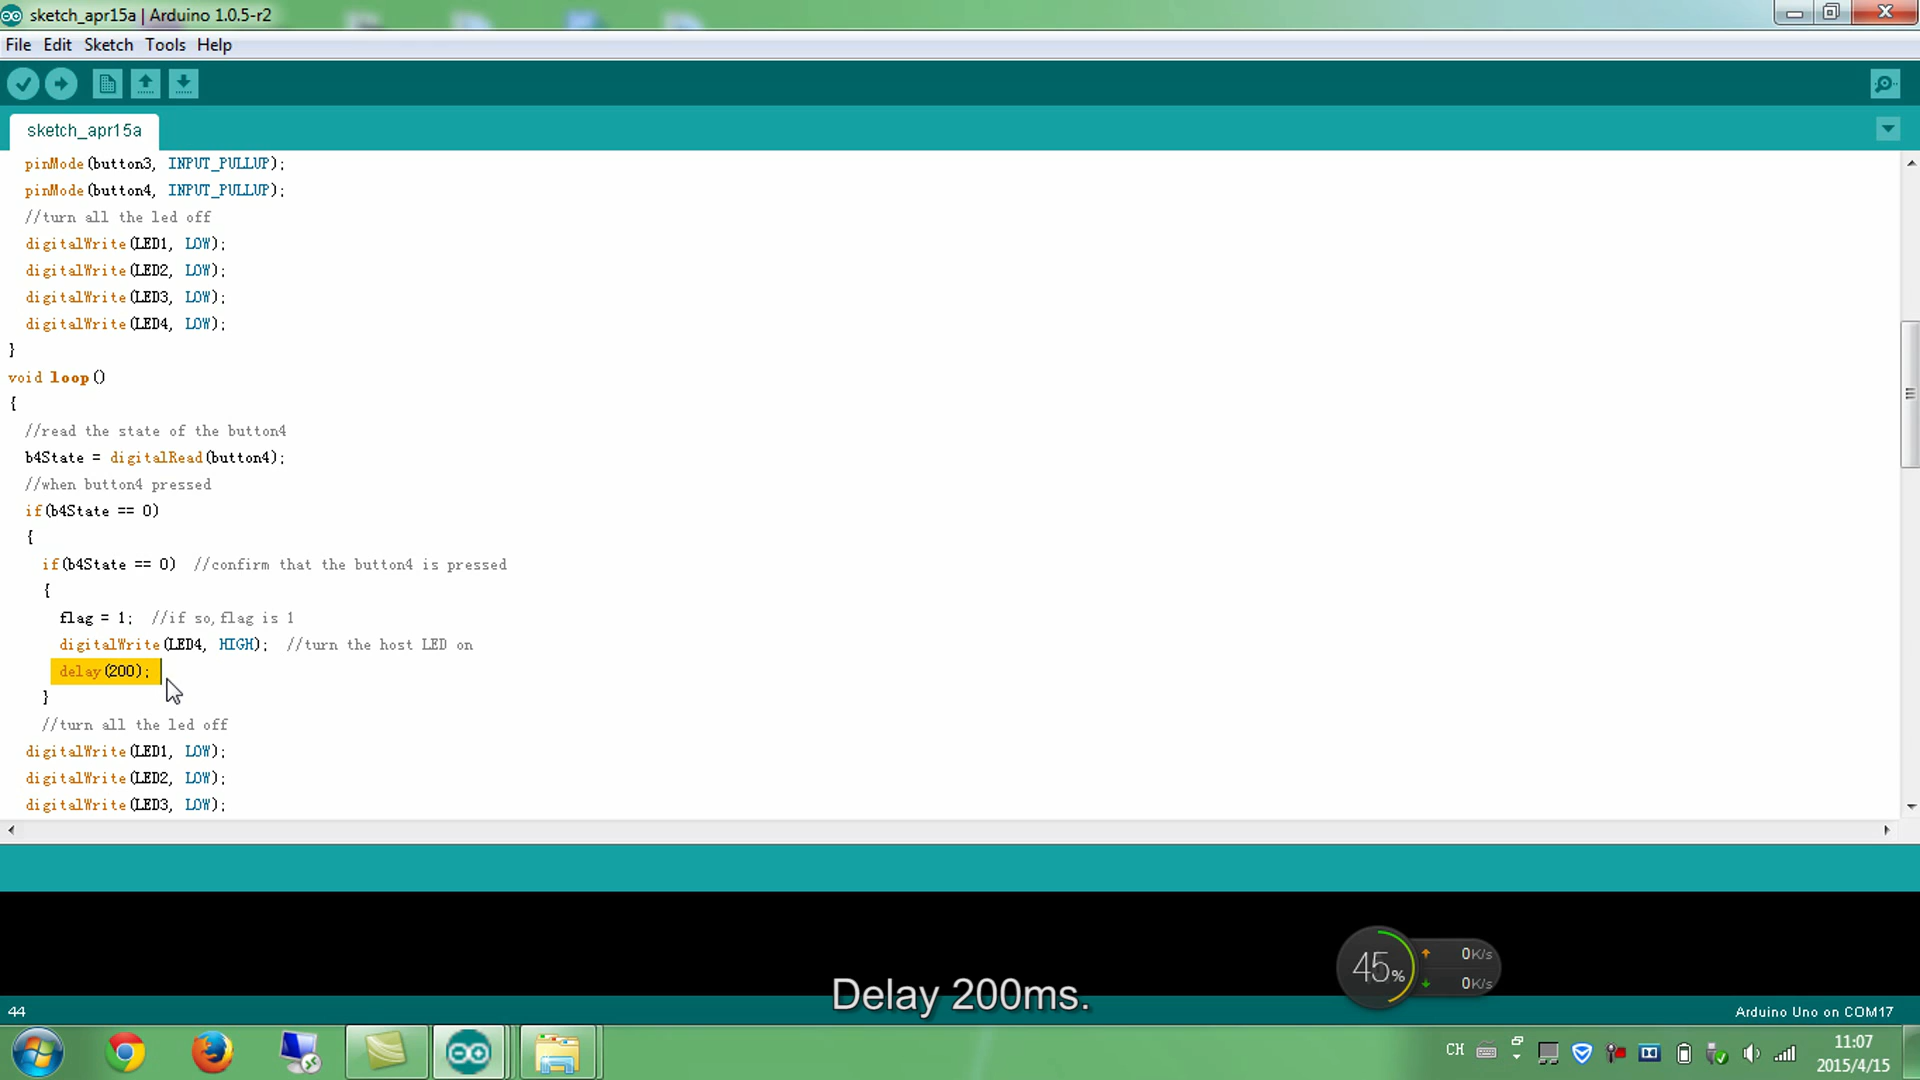 sketch_apr15a | Arduino 1.0.5-r2
File Edit Sketch Tools Help
sketch_apr15a
pinMode(button3, INPUT_PULLUP);
pinMode(button4, INPUT_PULLUP);
//turn all the led off
digitalWrite(LED1, LOW);
digitalWrite(LED2, LOW);
digitalWrite(LED3, LOW);
digitalWrite(LED4, LOW);
}
void loop()
{
//read the state of the button4
b4State = digitalRead(button4);
//when button4 pressed
if(b4State == 0)
{
if(b4State == 0) //confirm that the button4 is pressed
{
flag = 1; //if so,flag is 1
digitalWrite(LED4, HIGH); //turn the host LED on
delay(200);
}
//turn all the led off
digitalWrite(LED1, LOW);
digitalWrite(LED2, LOW);
digitalWrite(LED3, LOW);
45%
0K/s
0K/s
Delay 200ms.
44
Arduino Uno on COM17
CH
11:07
2015/4/15